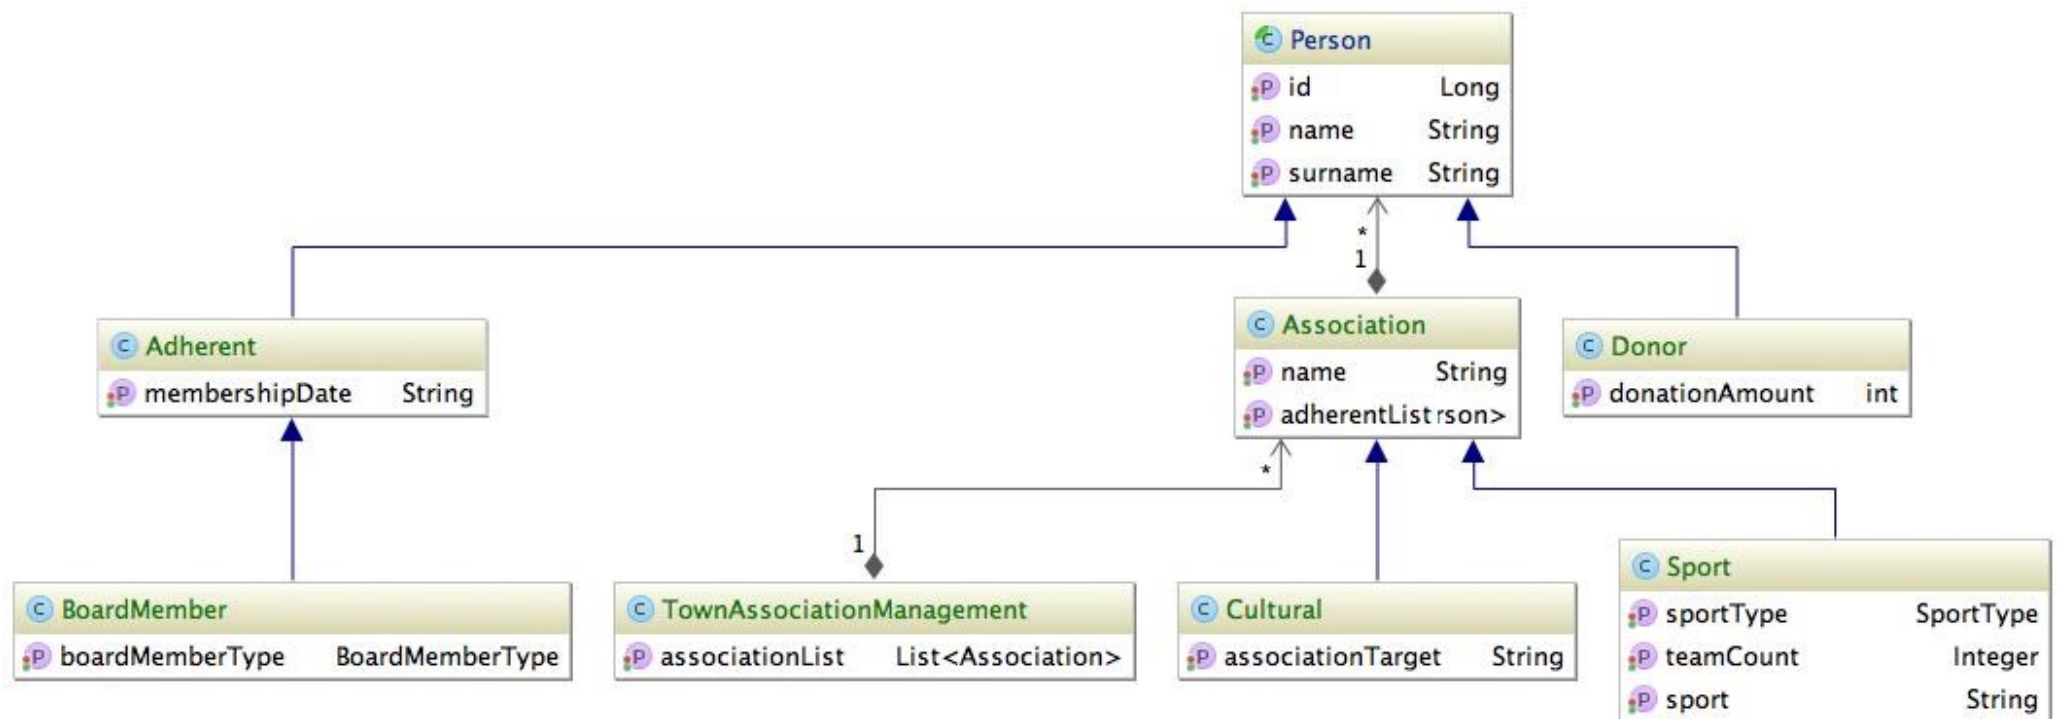 Person
id Long
name String
surname String
*
1
Adherent
membershipDate String
Association
name String
adherentList rson>
Donor
donationAmount int
*
1
BoardMember
boardMemberType BoardMemberType
TownAssociationManagement
associationList List<Association>
Cultural
associationTarget String
Sport
sportType SportType
teamCount Integer
sport String